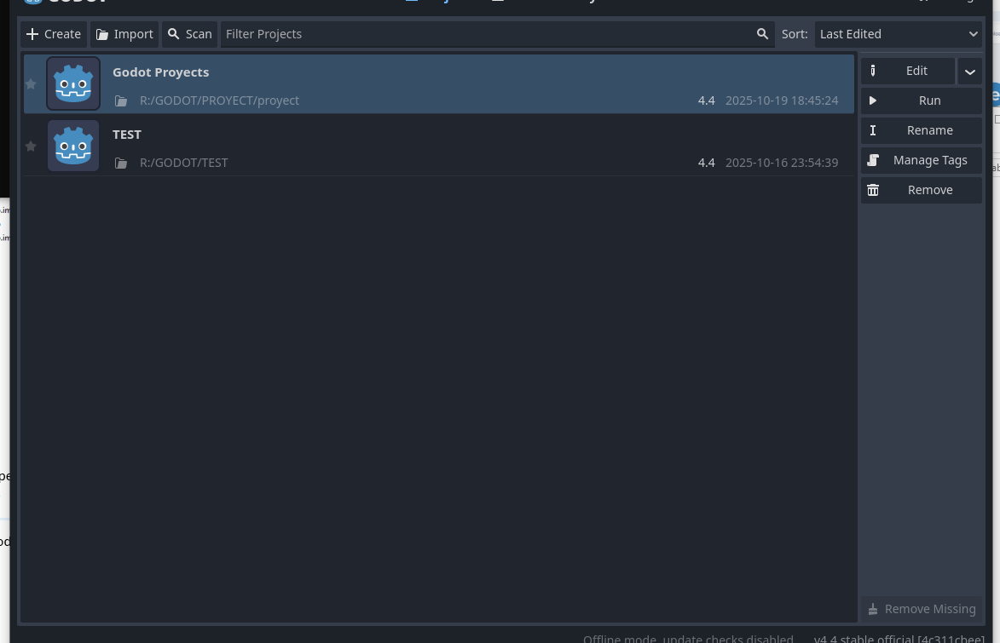 Create Import Scan Filter Projects Sort: Last Edited
Godot Proyects
R:/GODOT/PROYECT/proyect 4.4 2025-10-19 18:45:24
TEST
R:/GODOT/TEST 4.4 2025-10-16 23:54:39
Edit
Run
Rename
Manage Tags
Remove
Remove Missing
Offline mode, update checks disabled. v4.4.stable.official [4c311cbee]